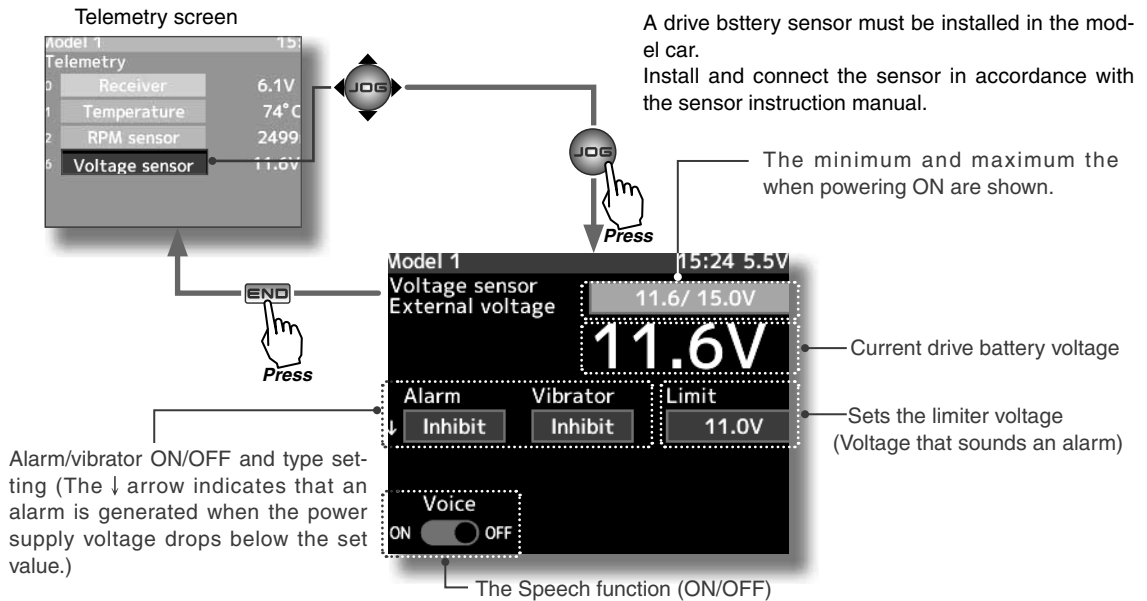 Telemetry screen
Model 1 15:
Telemetry
0 Receiver 6.1V
1 Temperature 74°C
2 RPM sensor 2499
6 Voltage sensor 11.6V
JOG
A drive bsttery sensor must be installed in the mod-
el car.
Install and connect the sensor in accordance with
the sensor instruction manual.
JOG
Press
The minimum and maximum the
when powering ON are shown.
END
Press
Model 1 15:24 5.5V
Voltage sensor
External voltage
11.6/ 15.0V
11.6V
Current drive battery voltage
Alarm Vibrator Limit
↓ Inhibit Inhibit 11.0V
Sets the limiter voltage
(Voltage that sounds an alarm)
Alarm/vibrator ON/OFF and type set-
ting (The ↓ arrow indicates that an
alarm is generated when the power
supply voltage drops below the set
value.)
Voice
ON OFF
The Speech function (ON/OFF)